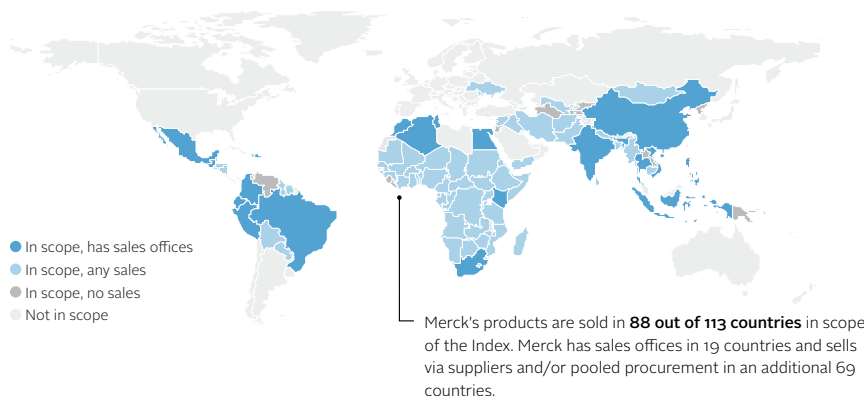 In scope, has sales offices
In scope, any sales
In scope, no sales
Not in scope
Merck's products are sold in 88 out of 113 countries in scope
of the Index. Merck has sales offices in 19 countries and sells
via suppliers and/or pooled procurement in an additional 69
countries.